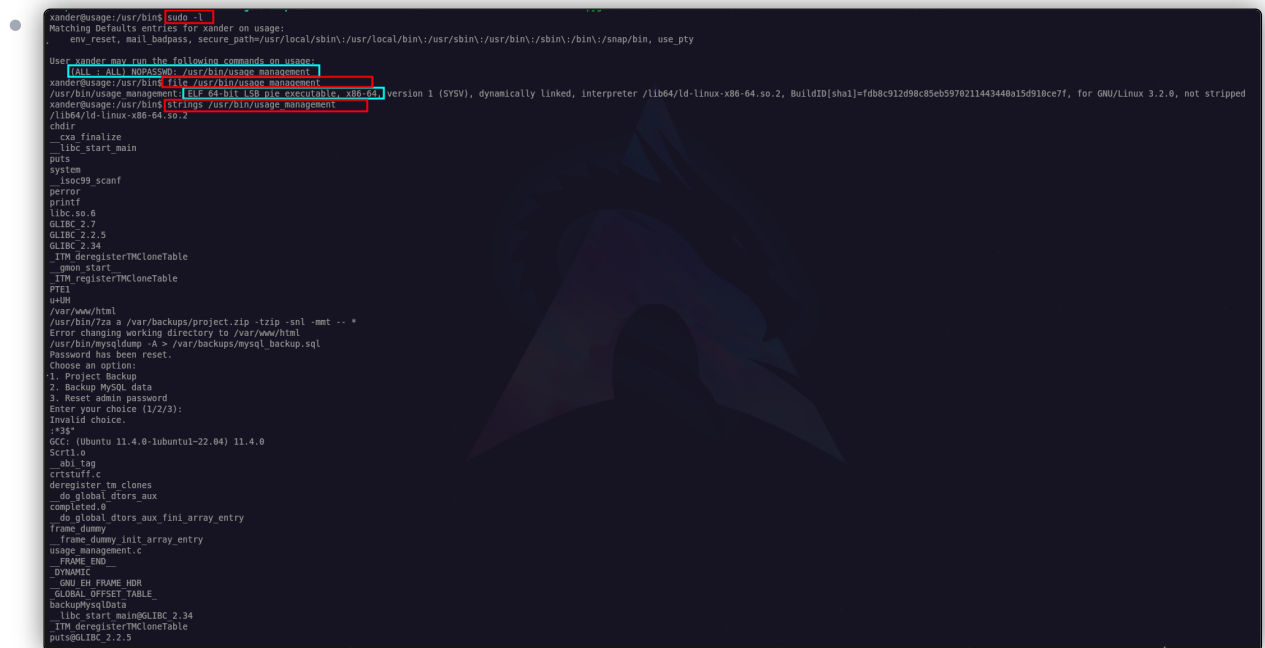 xander@usage:/usr/bin$ sudo -l
Matching Defaults entries for xander on usage:
env_reset, mail_badpass, secure_path=/usr/local/sbin\:/usr/local/bin\:/usr/sbin\:/usr/bin\:/sbin\:/bin\:/snap/bin, use_pty
User xander may run the following commands on usage:
(ALL : ALL) NOPASSWD: /usr/bin/usage_management
xander@usage:/usr/bin$ file /usr/bin/usage_management
/usr/bin/usage_management: ELF 64-bit LSB pie executable, x86-64, version 1 (SYSV), dynamically linked, interpreter /lib64/ld-linux-x86-64.so.2, BuildID[sha1]=fdb8c912d98c85eb5970211443440a15d910ce7f, for GNU/Linux 3.2.0, not stripped
xander@usage:/usr/bin$ strings /usr/bin/usage_management
/lib64/ld-linux-x86-64.so.2
chdir
__cxa_finalize
__libc_start_main
puts
system
__isoc99_scanf
perror
printf
libc.so.6
GLIBC_2.7
GLIBC_2.2.5
GLIBC_2.34
_ITM_deregisterTMCloneTable
__gmon_start__
_ITM_registerTMCloneTable
PTE1
u+UH
/var/www/html
/usr/bin/7za a /var/backups/project.zip -tzip -snl -mmt -- *
Error changing working directory to /var/www/html
/usr/bin/mysqldump -A > /var/backups/mysql_backup.sql
Password has been reset.
Choose an option:
1. Project Backup
2. Backup MySQL data
3. Reset admin password
Enter your choice (1/2/3):
Invalid choice.
:*3$"
GCC: (Ubuntu 11.4.0-1ubuntu1~22.04) 11.4.0
Scrt1.o
__abi_tag
crtstuff.c
deregister_tm_clones
__do_global_dtors_aux
completed.0
__do_global_dtors_aux_fini_array_entry
frame_dummy
__frame_dummy_init_array_entry
usage_management.c
__FRAME_END__
_DYNAMIC
__GNU_EH_FRAME_HDR
_GLOBAL_OFFSET_TABLE_
backupMysqlData
__libc_start_main@GLIBC_2.34
_ITM_deregisterTMCloneTable
puts@GLIBC_2.2.5